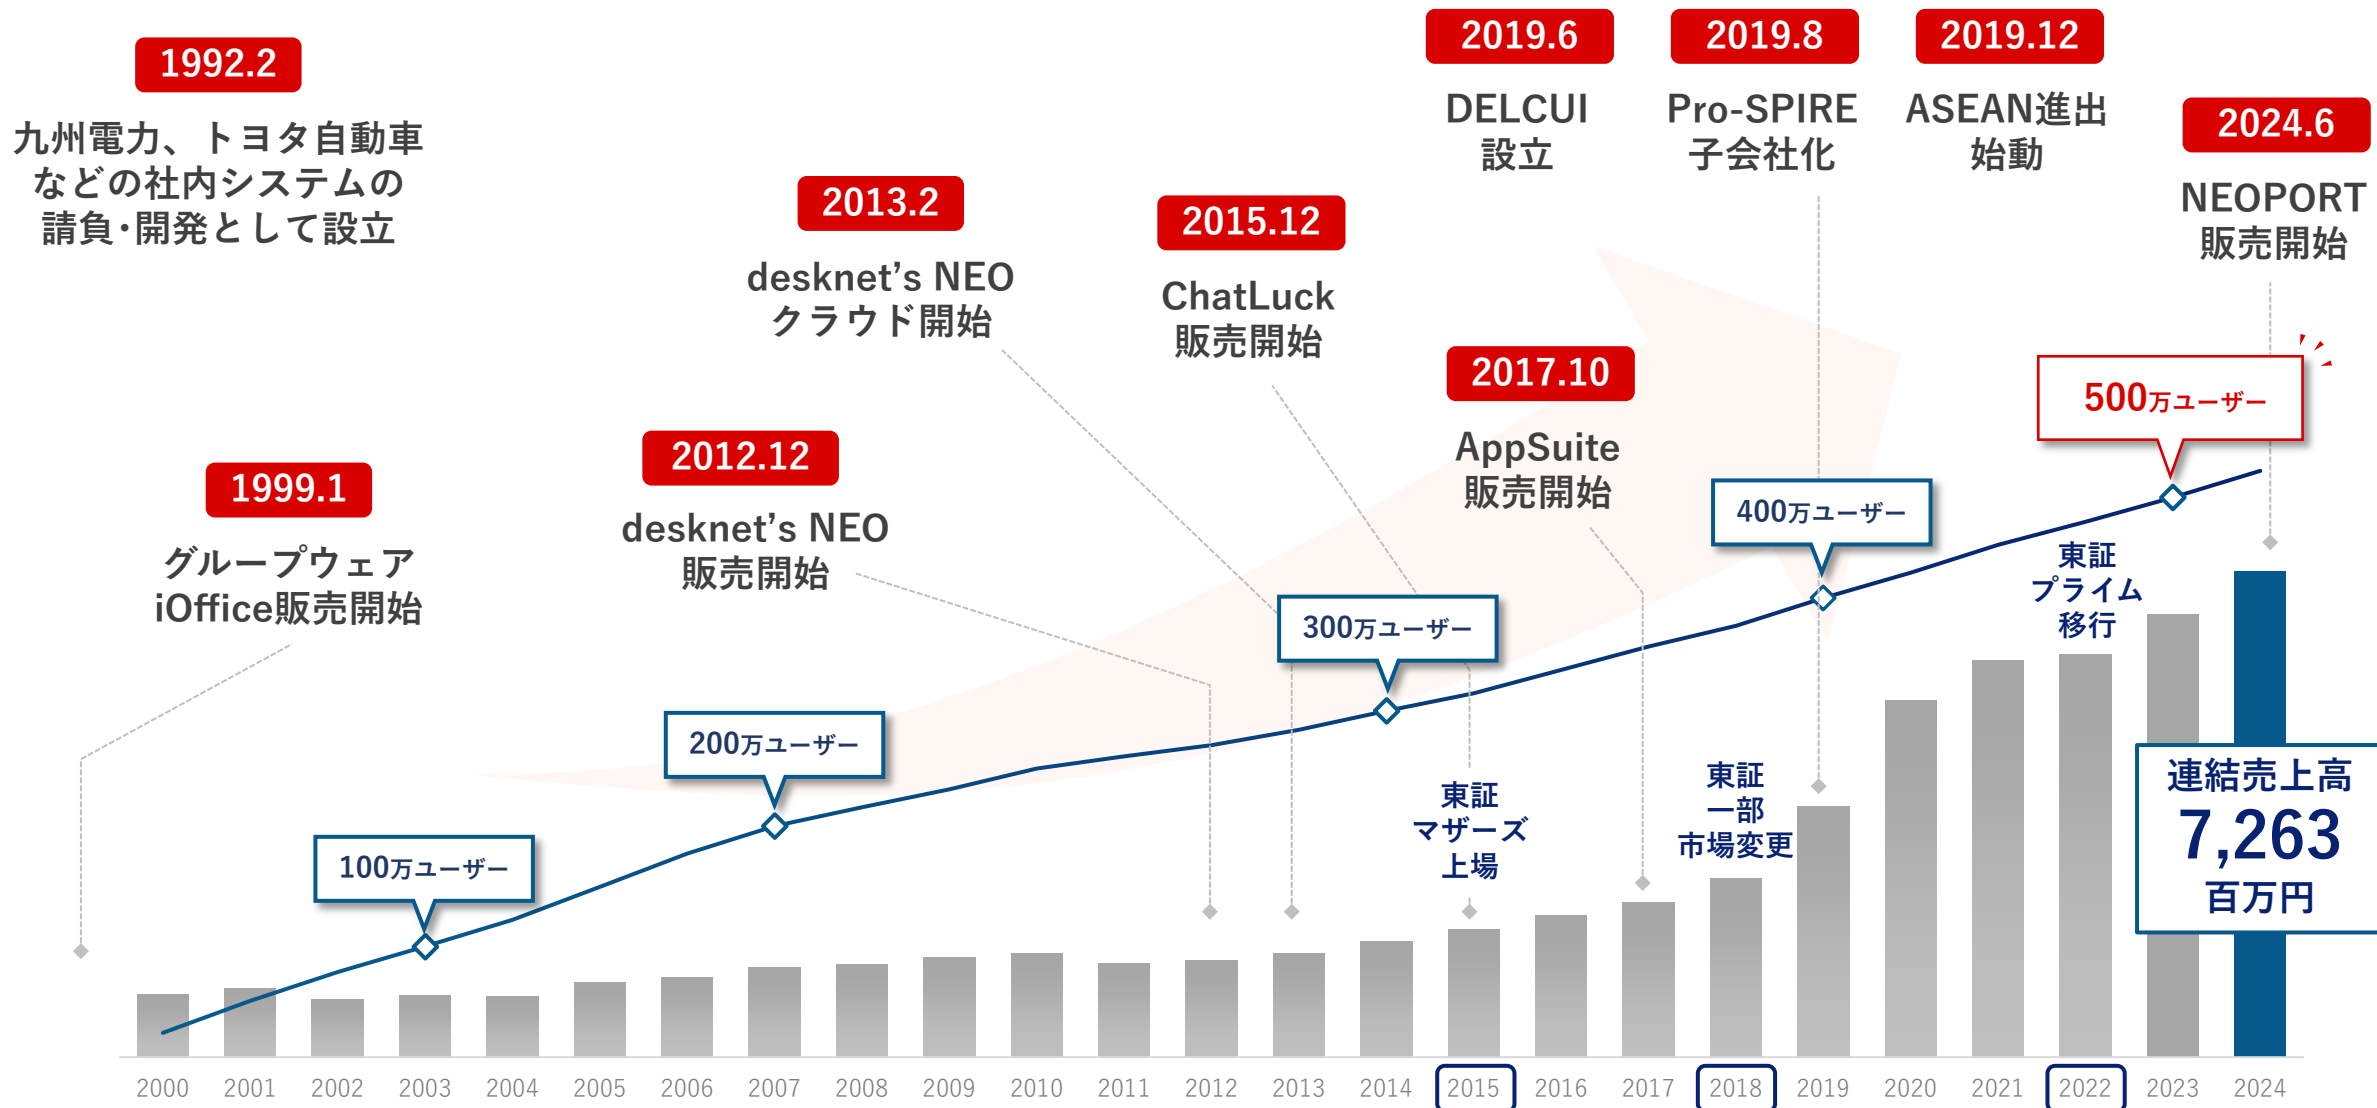 1992.2
九州電力、トヨタ自動車
などの社内システムの
請負･開発として設立
1999.1
グループウェア
iOffice販売開始
2012.12
desknet’s NEO
販売開始
2013.2
desknet’s NEO
クラウド開始
2015.12
ChatLuck
販売開始
2017.10
AppSuite
販売開始
2019.6
DELCUI
設立
2019.8
Pro-SPIRE
子会社化
2019.12
ASEAN進出
始動
2024.6
NEOPORT
販売開始
100万ユーザー
200万ユーザー
300万ユーザー
400万ユーザー
500万ユーザー
東証
マザーズ
上場
東証
一部
市場変更
東証
プライム
移行
連結売上高
7,263
百万円
2000 2001 2002 2003 2004 2005 2006 2007 2008 2009 2010 2011 2012 2013 2014 2015 2016 2017 2018 2019 2020 2021 2022 2023 2024